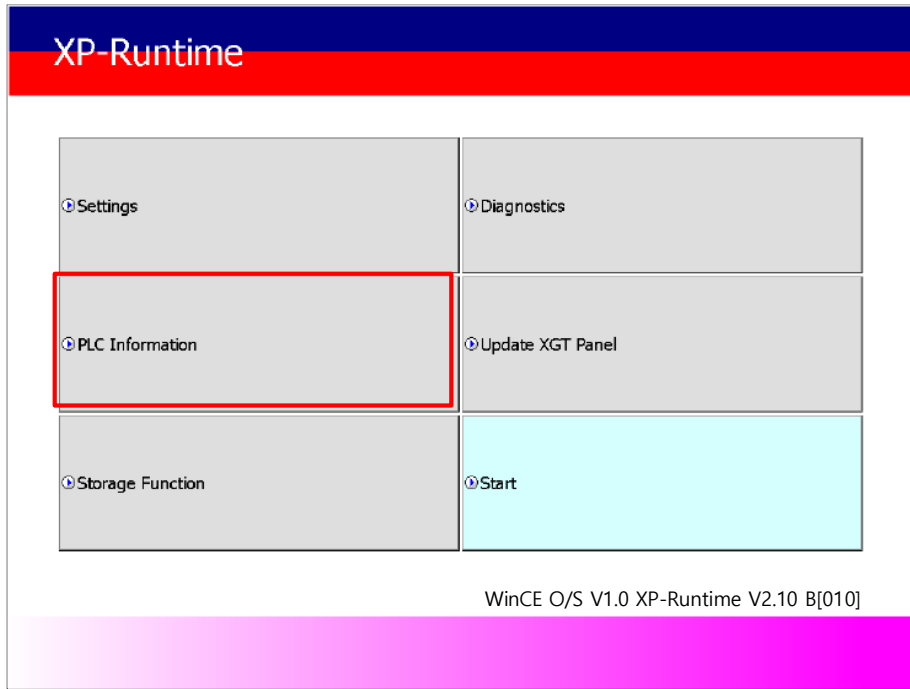 XP-Runtime
Settings
Diagnostics
PLC Information
Update XGT Panel
Storage Function
Start
WinCE O/S V1.0 XP-Runtime V2.10 B[010]